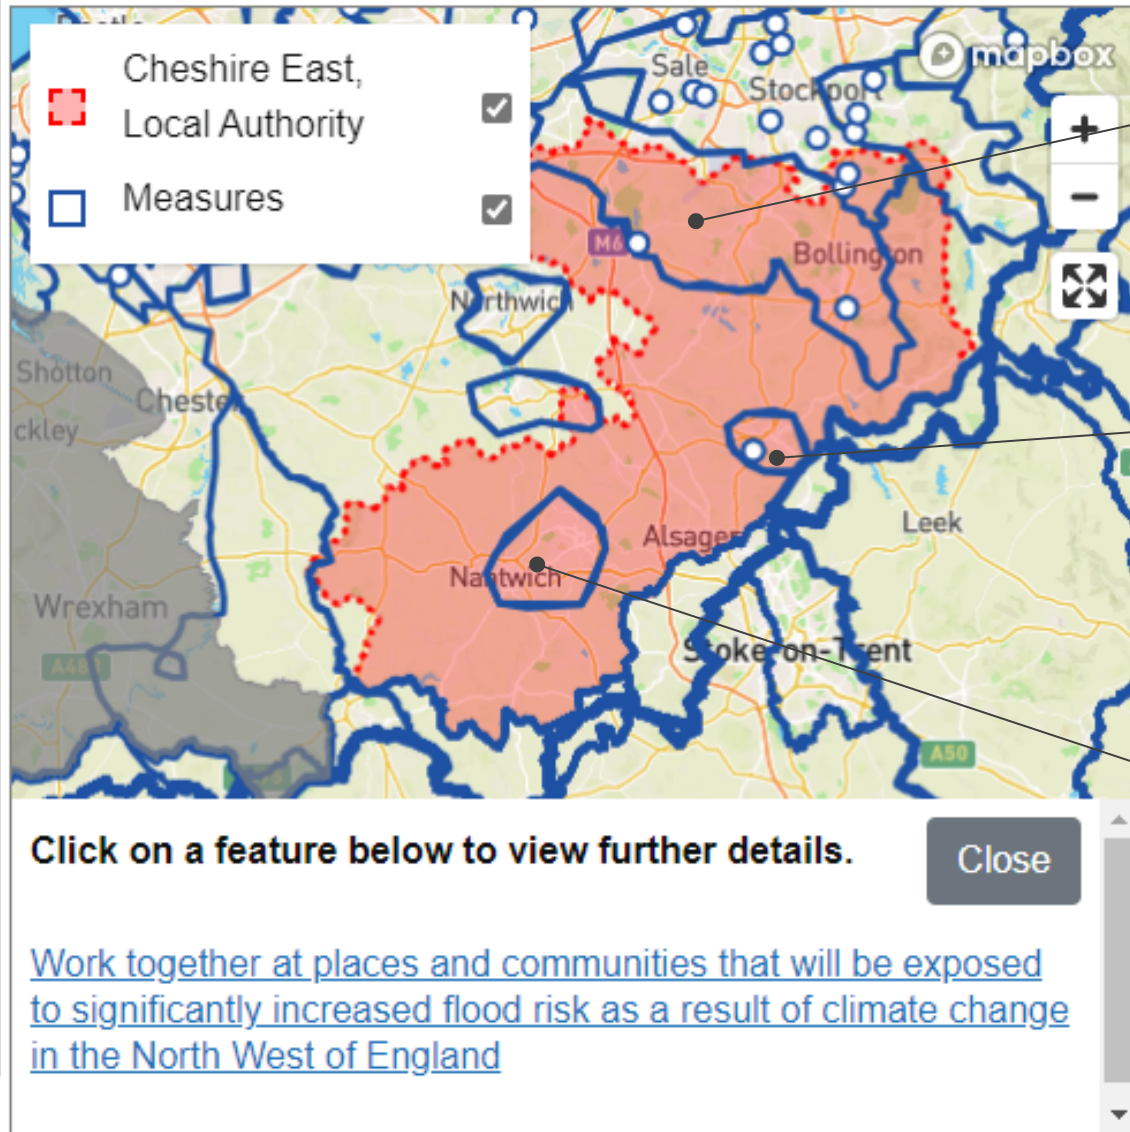 Cheshire East,
Local Authority
Measures
mapbox
Sale
Stockport
+
−
M6
Bollington
Northwich
Shotton
Chester
ckley
Alsager
Leek
Nantwich
Wrexham
Stoke-on-Trent
A483
A50
Click on a feature below to view further details.
Close
Work together at places and communities that will be exposed
to significantly increased flood risk as a result of climate change
in the North West of England